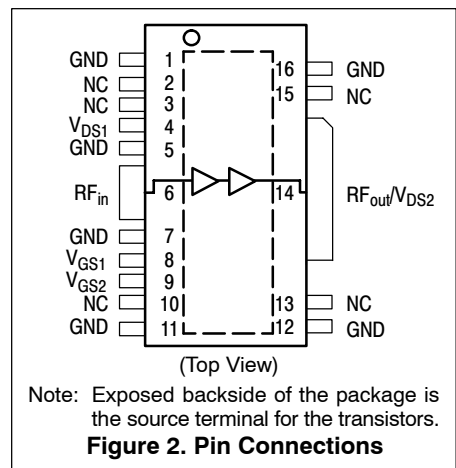 GND 1 16 GND
NC 2 15 NC
NC 3
VDS1 4
GND 5
RFin 6 14 RFout/VDS2
GND 7
VGS1 8
VGS2 9
NC 10 13 NC
GND 11 12 GND
(Top View)
Note: Exposed backside of the package is
the source terminal for the transistors.
Figure 2. Pin Connections